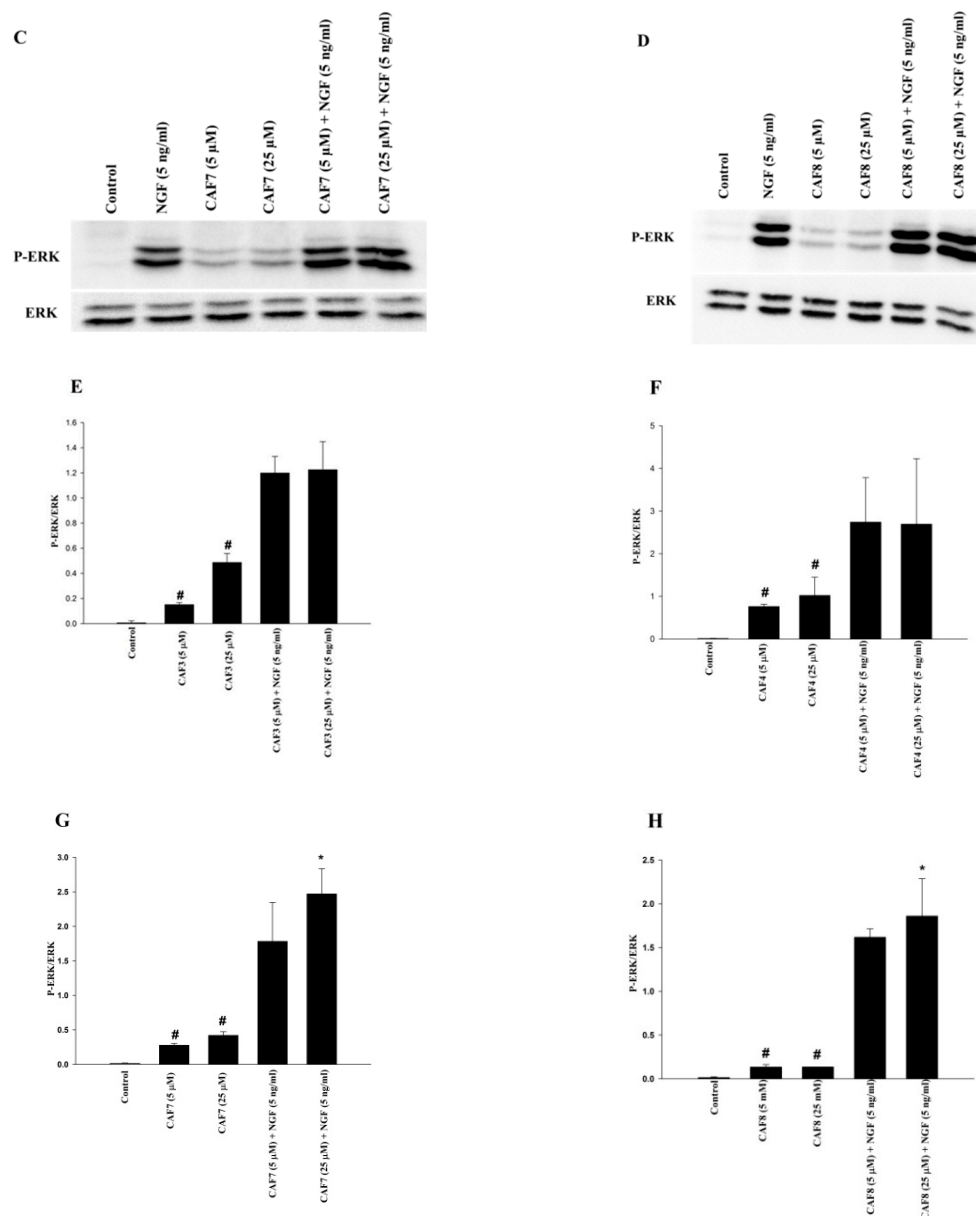 C
Control
NGF (5 ng/ml)
CAF7 (5 µM)
CAF7 (25 µM)
CAF7 (5 µM) + NGF (5 ng/ml)
CAF7 (25 µM) + NGF (5 ng/ml)
P-ERK
ERK
D
Control
NGF (5 ng/ml)
CAF8 (5 µM)
CAF8 (25 µM)
CAF8 (5 µM) + NGF (5 ng/ml)
CAF8 (25 µM) + NGF (5 ng/ml)
P-ERK
ERK
E
P-ERK/ERK
1.6
1.4
1.2
1.0
0.8
0.6
0.4
0.2
0.0
#
#
Control
CAF3 (5 µM)
CAF3 (25 µM)
CAF3 (5 µM) + NGF (5 ng/ml)
CAF3 (25 µM) + NGF (5 ng/ml)
F
P-ERK/ERK
5
4
3
2
1
0
#
#
Control
CAF4 (5 µM)
CAF4 (25 µM)
CAF4 (5 µM) + NGF (5 ng/ml)
CAF4 (25 µM) + NGF (5 ng/ml)
G
P-ERK/ERK
3.0
2.5
2.0
1.5
1.0
0.5
0.0
#
#
*
Control
CAF7 (5 µM)
CAF7 (25 µM)
CAF7 (5 µM) + NGF (5 ng/ml)
CAF7 (25 µM) + NGF (5 ng/ml)
H
P-ERK/ERK
2.5
2.0
1.5
1.0
0.5
0.0
#
#
*
Control
CAF8 (5 mM)
CAF8 (25 mM)
CAF8 (5 µM) + NGF (5 ng/ml)
CAF8 (25 µM) + NGF (5 ng/ml)